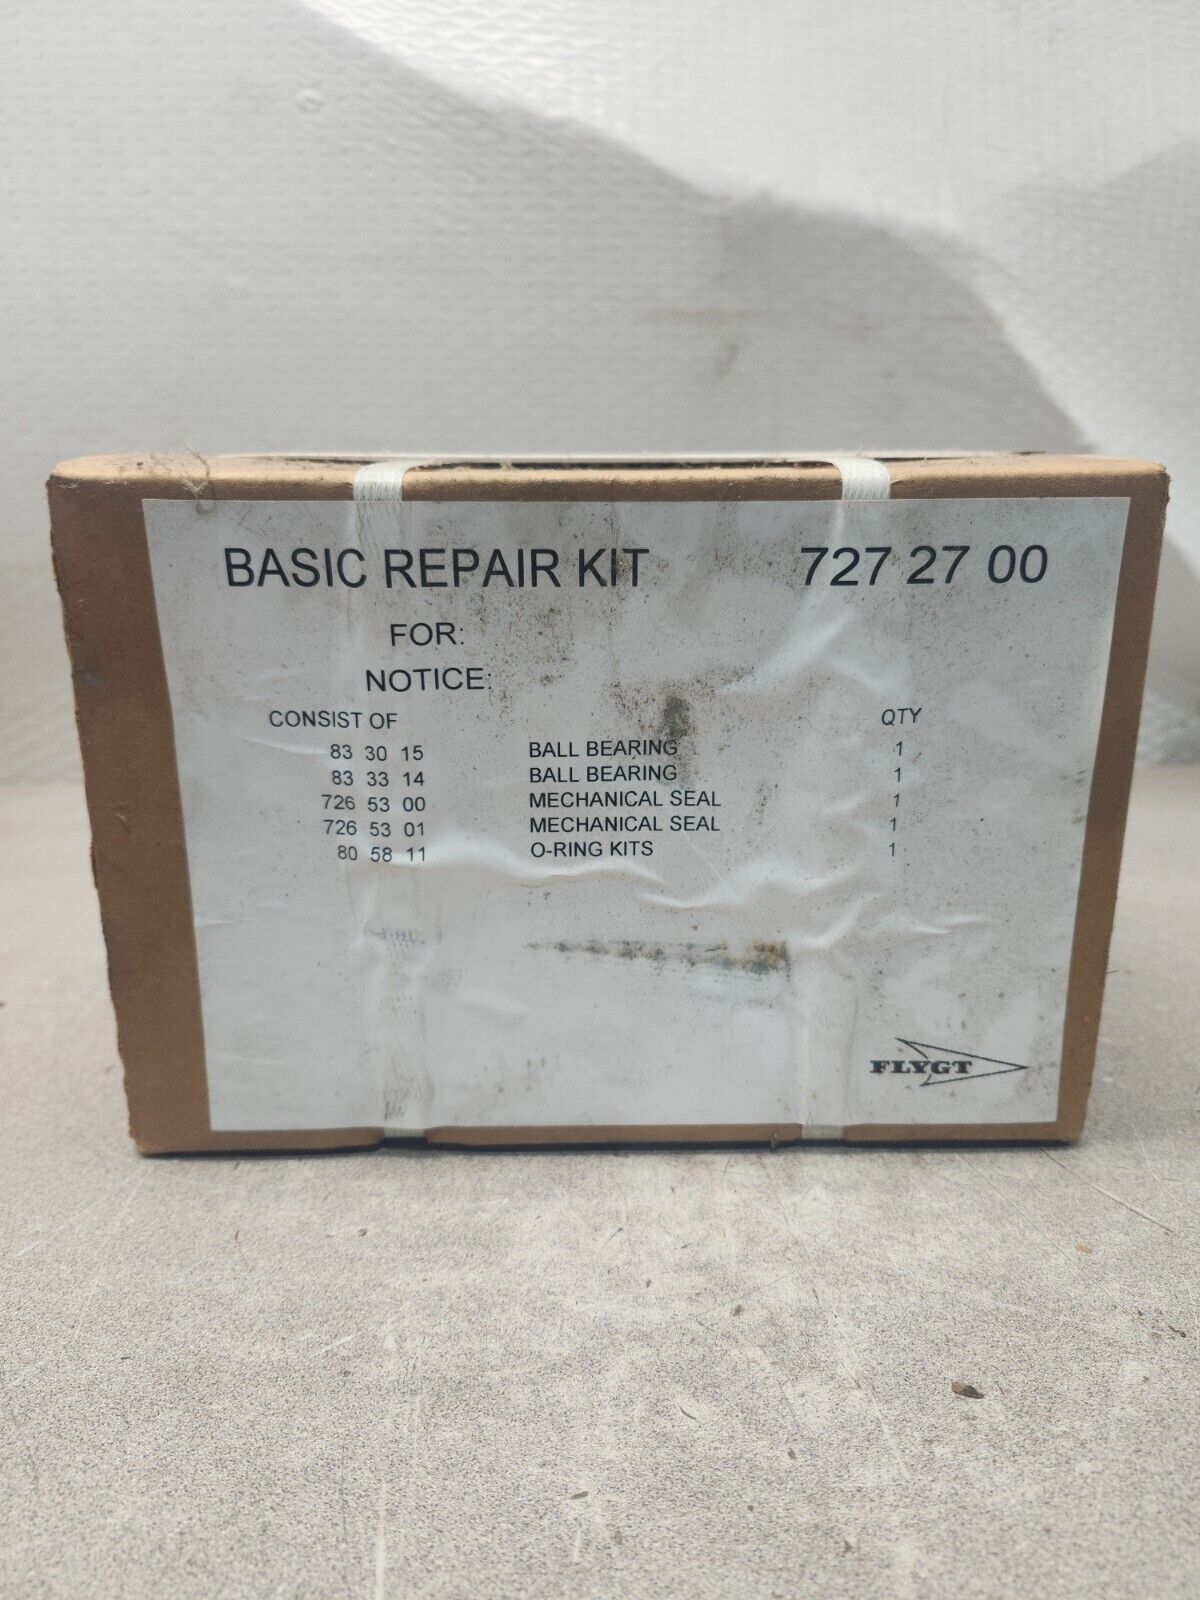 BASIC REPAIR KIT 727 27 00
FOR:
NOTICE:
CONSIST OF QTY
83 30 15 BALL BEARING 1
83 33 14 BALL BEARING 1
726 53 00 MECHANICAL SEAL 1
726 53 01 MECHANICAL SEAL 1
80 58 11 O-RING KITS 1
FLYGT